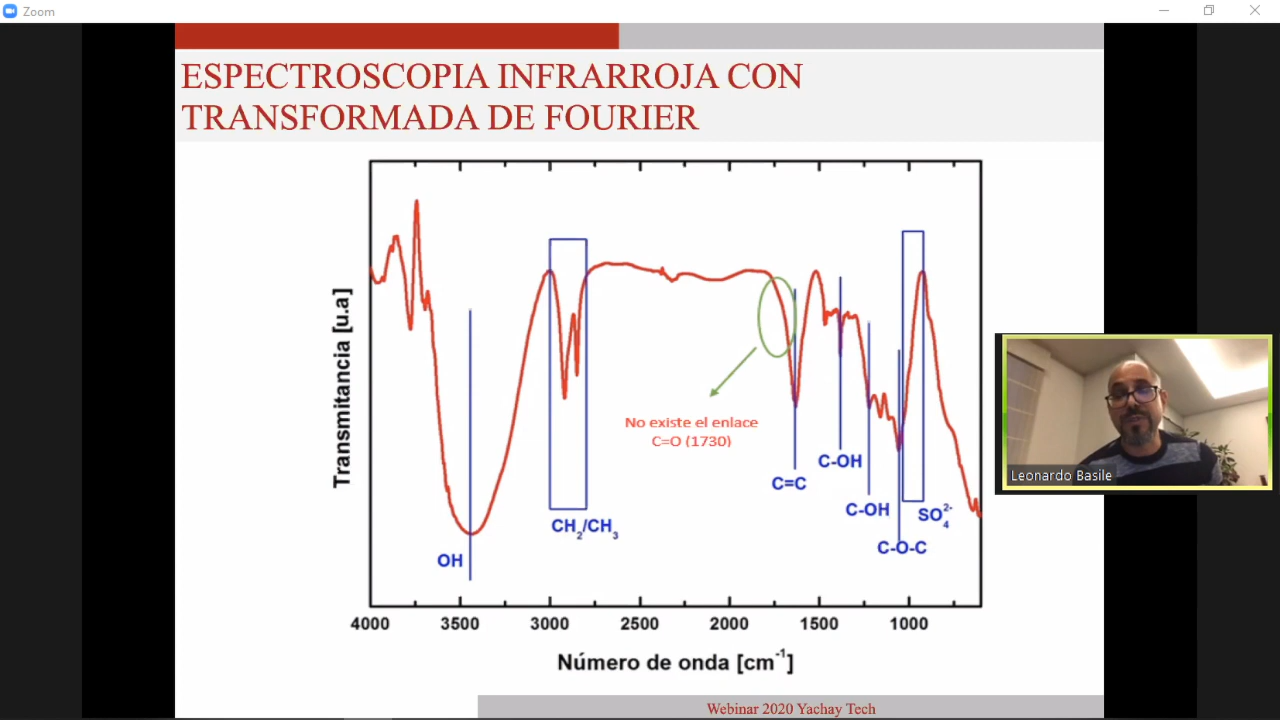 Zoom
ESPECTROSCOPIA INFRARROJA CON
TRANSFORMADA DE FOURIER
Transmitancia [u.a]
No existe el enlace
C=O (1730)
C-OH
C=C
C-OH
SO₄²⁻
CH₂/CH₃
C-O-C
OH
4000 3500 3000 2500 2000 1500 1000
Número de onda [cm⁻¹]
Leonardo Basile
Webinar 2020 Yachay Tech